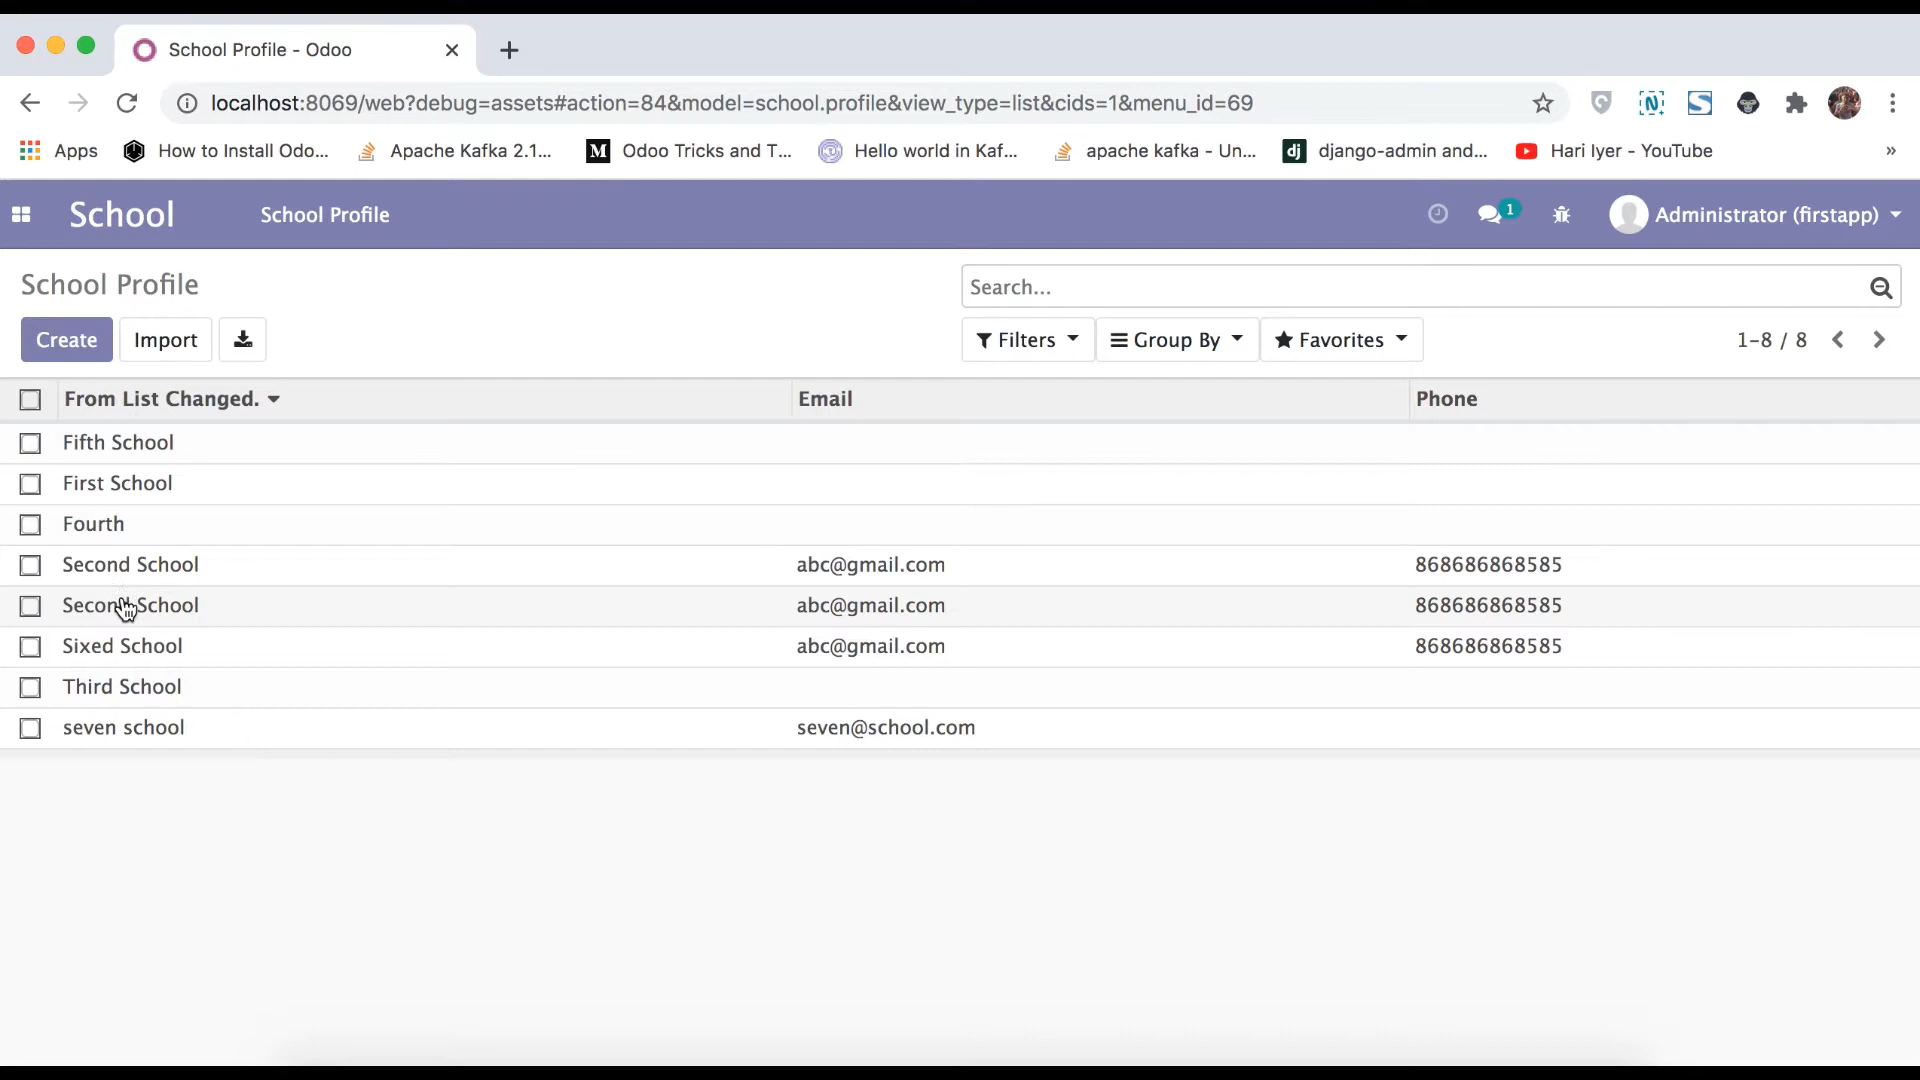 School Profile - Odoo
localhost:8069/web?debug=assets#action=84&model=school.profile&view_type=list&cids=1&menu_id=69
Apps How to Install Odo... Apache Kafka 2.1... Odoo Tricks and T... Hello world in Kaf... apache kafka - Un... django-admin and... Hari Iyer - YouTube »
School School Profile 1 Administrator (firstapp)
School Profile Search...
Create Import Filters Group By Favorites 1-8 / 8
From List Changed. Email Phone
Fifth School
First School
Fourth
Second School abc@gmail.com 868686868585
Second School abc@gmail.com 868686868585
Sixed School abc@gmail.com 868686868585
Third School
seven school seven@school.com